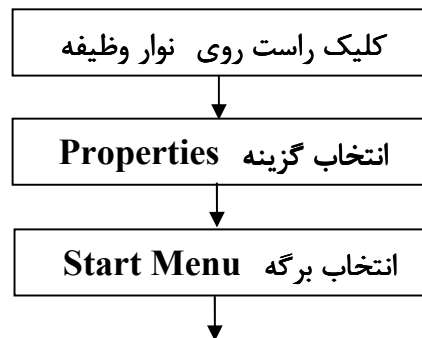 کلیک راست روی نوار وظیفه
انتخاب گزینه Properties
انتخاب برگه Start Menu